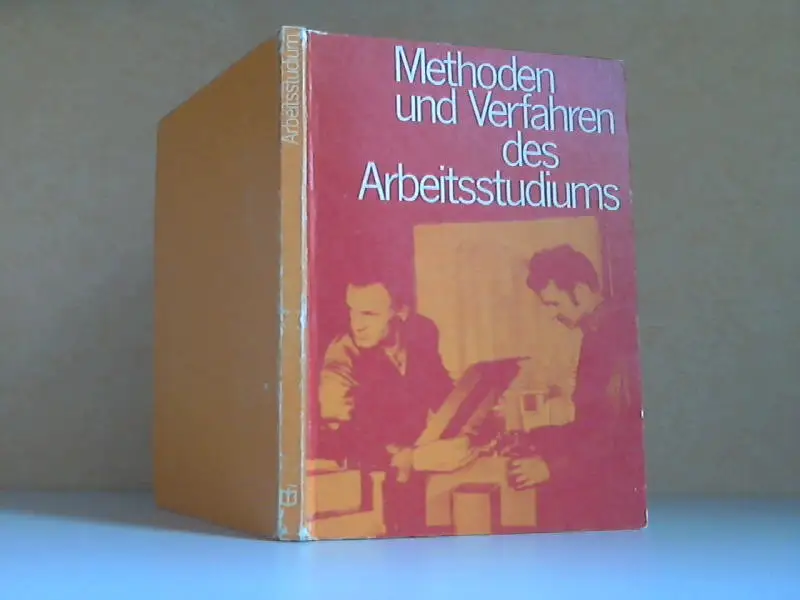 Arbeitsstudium
Methoden
und Verfahren
des
Arbeitsstudiums